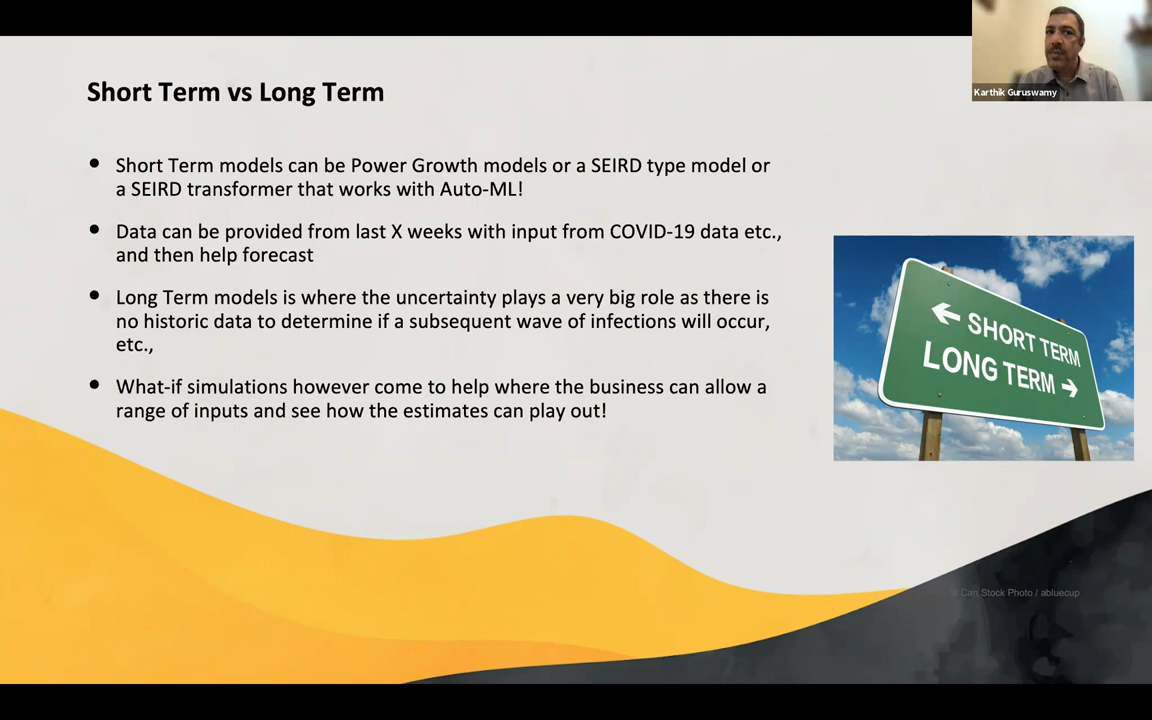 Karthik Guruswamy
Short Term vs Long Term
• Short Term models can be Power Growth models or a SEIRD type model or
a SEIRD transformer that works with Auto-ML!
• Data can be provided from last X weeks with input from COVID-19 data etc.,
and then help forecast
• Long Term models is where the uncertainty plays a very big role as there is
no historic data to determine if a subsequent wave of infections will occur,
etc.,
• What-if simulations however come to help where the business can allow a
range of inputs and see how the estimates can play out!
← SHORT TERM
LONG TERM →
© Can Stock Photo / abluecup